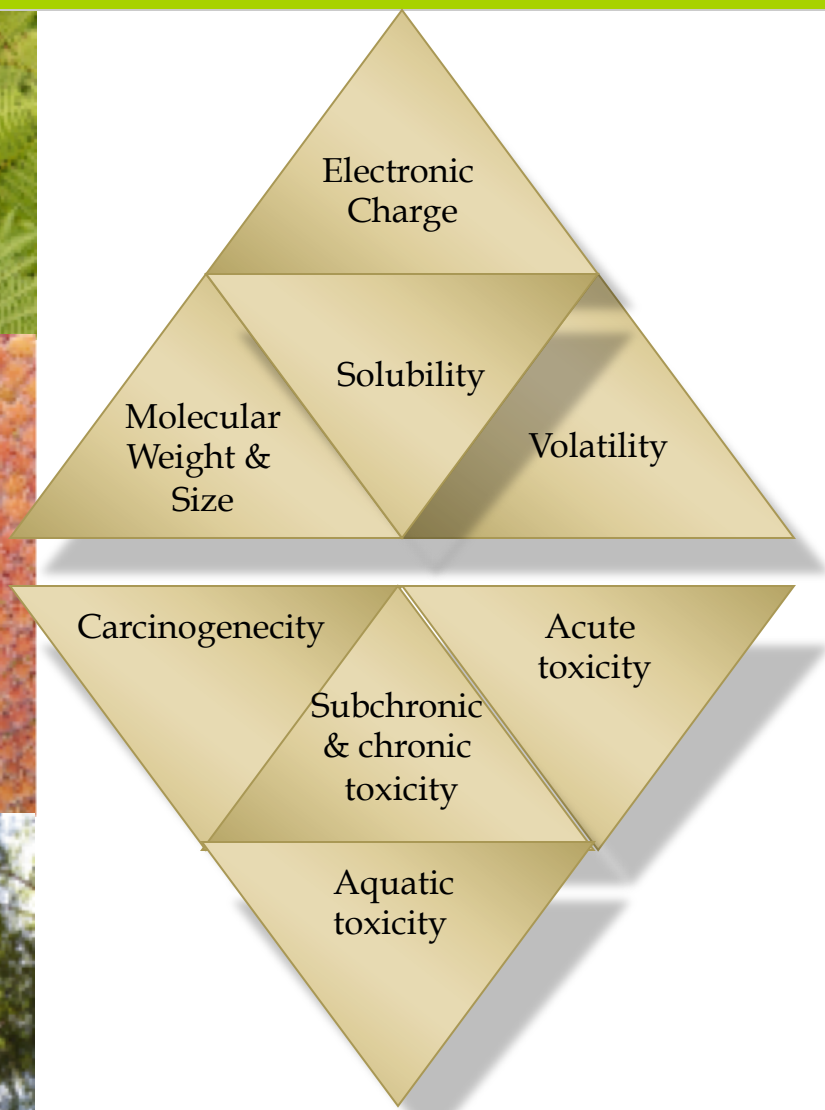 Electronic
Charge
Solubility
Molecular
Weight &
Size
Volatility
Carcinogenecity
Acute
toxicity
Subchronic
& chronic
toxicity
Aquatic
toxicity